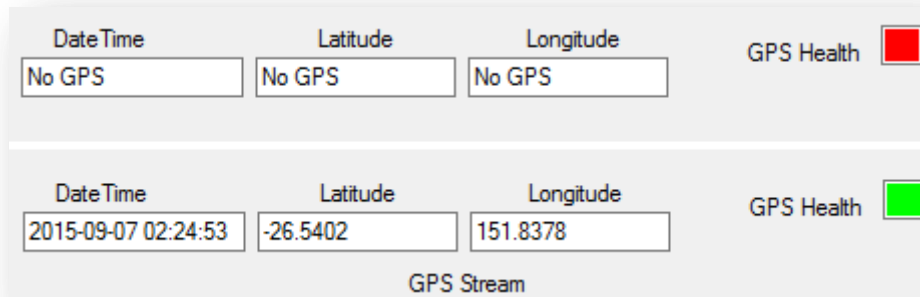 DateTime Latitude Longitude GPS Health
No GPS No GPS No GPS
DateTime Latitude Longitude GPS Health
2015-09-07 02:24:53 -26.5402 151.8378
GPS Stream